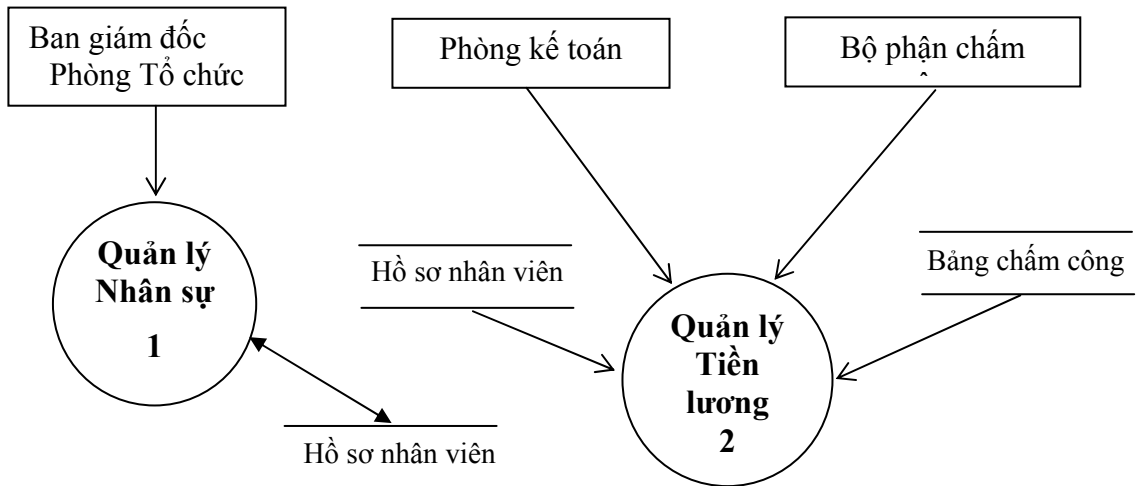 Ban giám đốc
Phòng Tổ chức
Phòng kế toán
Bộ phận chấm
Quản lý
Nhân sự
1
Hồ sơ nhân viên
Hồ sơ nhân viên
Bảng chấm công
Quản lý
Tiền
lương
2